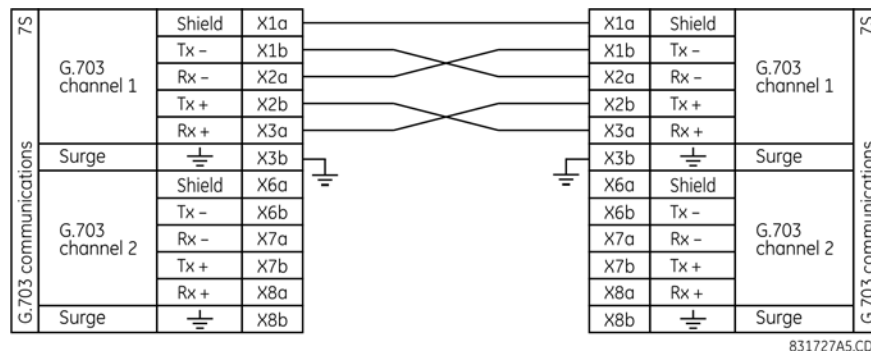 7S
G.703 communications
G.703
channel 1
Shield X1a
Tx – X1b
Rx – X2a
Tx + X2b
Rx + X3a
Surge X3b
G.703
channel 2
Shield X6a
Tx – X6b
Rx – X7a
Tx + X7b
Rx + X8a
Surge X8b
X1a Shield
X1b Tx –
X2a Rx –
X2b Tx +
X3a Rx +
G.703
channel 1
X3b Surge
X6a Shield
X6b Tx –
X7a Rx –
X7b Tx +
X8a Rx +
G.703
channel 2
X8b Surge
7S
G.703 communications
831727A5.CD